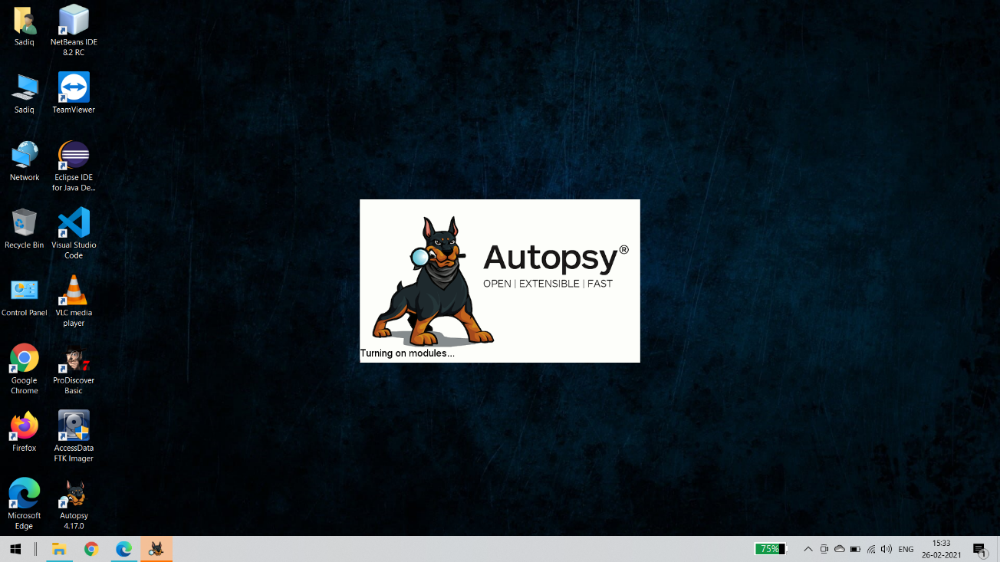 Sadiq
NetBeans IDE
8.2 RC
Sadiq
TeamViewer
Network
Eclipse IDE
for Java De...
Recycle Bin
Visual Studio
Code
Control Panel
VLC media
player
Google
Chrome
ProDiscover
Basic
Firefox
AccessData
FTK Imager
Microsoft
Edge
Autopsy
4.17.0
Autopsy®
OPEN | EXTENSIBLE | FAST
Turning on modules...
75%
ENG
15:33
26-02-2021
1